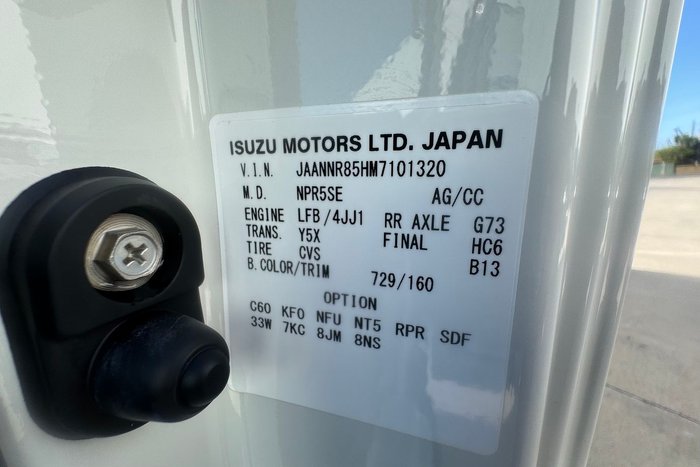 ISUZU MOTORS LTD. JAPAN
V.I.N. JAANNR85HM7101320
M.D. NPR5SE AG/CC
ENGINE LFB/4JJ1 RR AXLE G73
TRANS. Y5X FINAL HC6
TIRE CVS B13
B.COLOR/TRIM 729/160
OPTION
C60 KFO NFU NT5 RPR SDF
33W 7KC 8JM 8NS